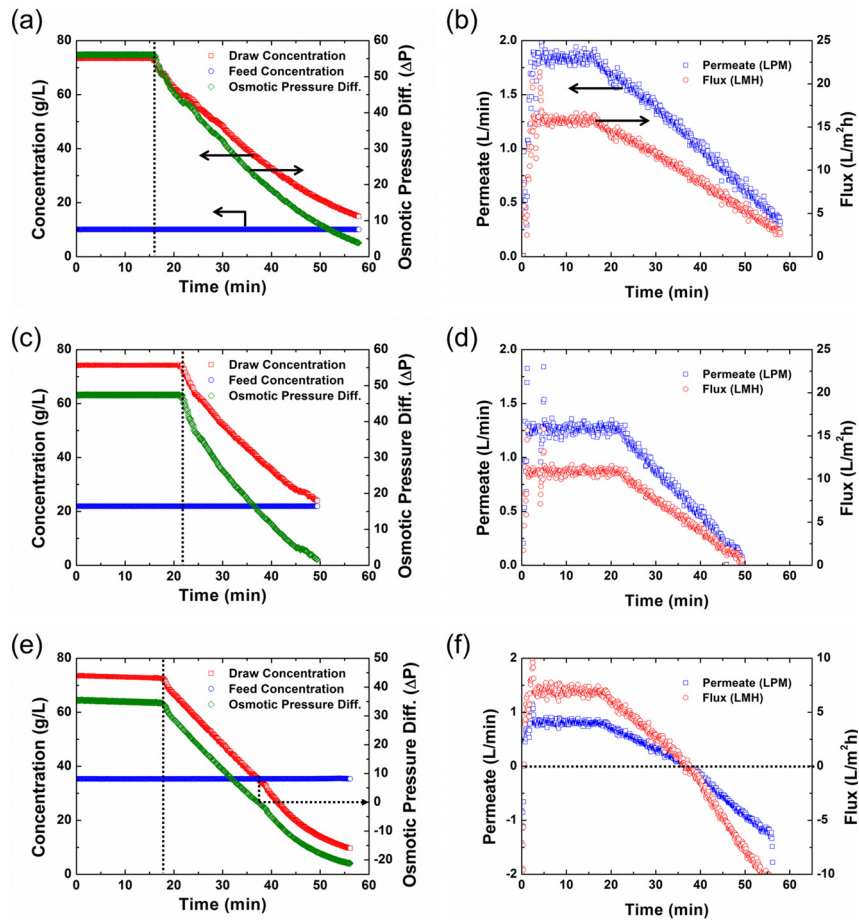 (a)
80
60
40
20
0
Concentration (g/L)
Draw Concentration
Feed Concentration
Osmotic Pressure Diff.
60
50
40
30
20
10
0
Osmotic Pressure Diff. (ΔP)
0 10 20 30 40 50 60
Time (min)
(b)
2.0
1.5
1.0
0.5
0.0
Permeate (L/min)
Permeate (LPM)
Flux (LMH)
25
20
15
10
5
0
Flux (L/m²h)
0 10 20 30 40 50 60 70
Time (min)
(c)
80
60
40
20
0
Concentration (g/L)
Draw Concentration
Feed Concentration
Osmotic Pressure Diff.
60
50
40
30
20
10
0
Osmotic Pressure Diff. (ΔP)
0 10 20 30 40 50 60
Time (min)
(d)
2.0
1.5
1.0
0.5
0.0
Permeate (L/min)
Permeate (LPM)
Flux (LMH)
25
20
15
10
5
0
Flux (L/m²h)
0 10 20 30 40 50 60 70
Time (min)
(e)
80
60
40
20
0
Concentration (g/L)
Draw Concentration
Feed Concentration
Osmotic Pressure Diff.
50
40
30
20
10
0
-10
-20
Osmotic Pressure Diff. (ΔP)
0 10 20 30 40 50 60
Time (min)
(f)
2
1
0
-1
-2
Permeate (L/min)
Permeate (LPM)
Flux (LMH)
10
5
0
-5
-10
Flux (L/m²h)
0 10 20 30 40 50 60
Time (min)